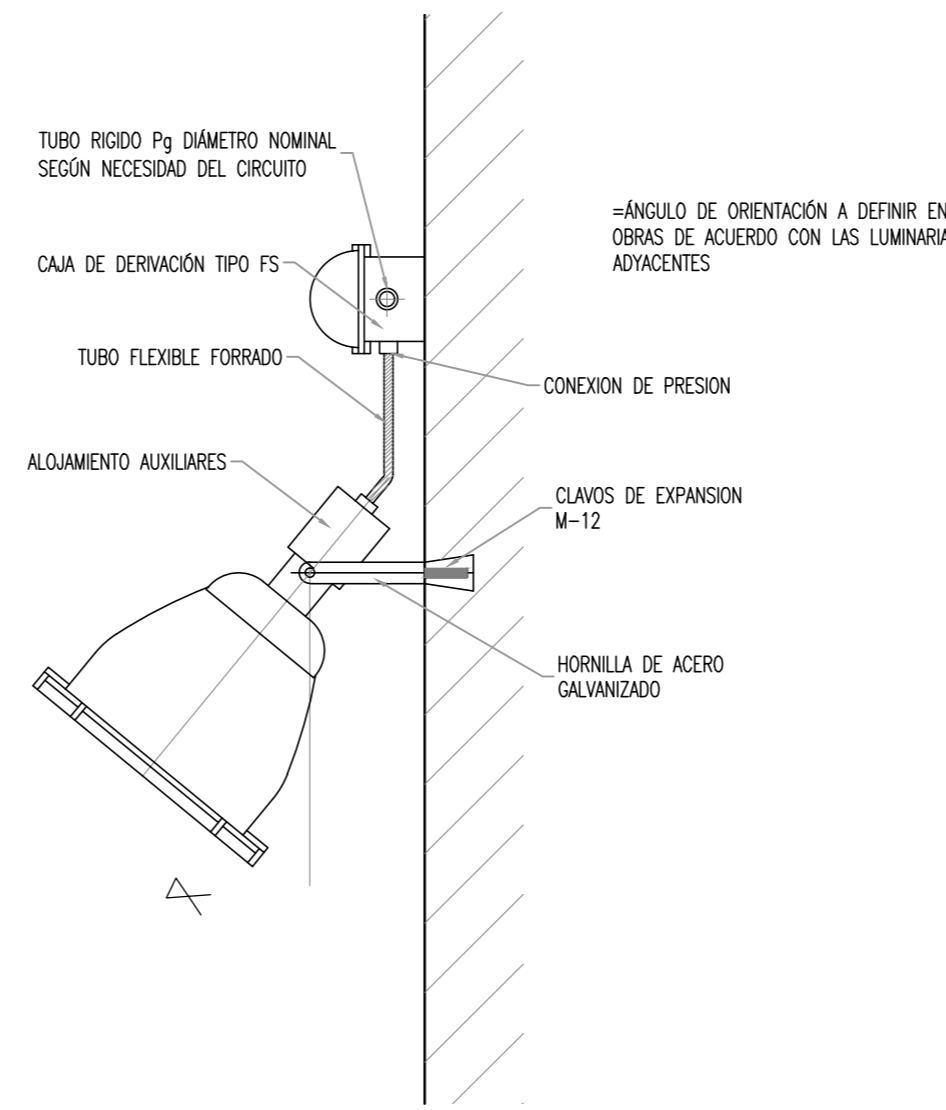 TUBO RIGIDO Pg DIÁMETRO NOMINAL
SEGÚN NECESIDAD DEL CIRCUITO
=ÁNGULO DE ORIENTACIÓN A DEFINIR EN
OBRAS DE ACUERDO CON LAS LUMINARIA
ADYACENTES
CAJA DE DERIVACIÓN TIPO FS
TUBO FLEXIBLE FORRADO
CONEXION DE PRESION
ALOJAMIENTO AUXILIARES
CLAVOS DE EXPANSION
M-12
HORNILLA DE ACERO
GALVANIZADO